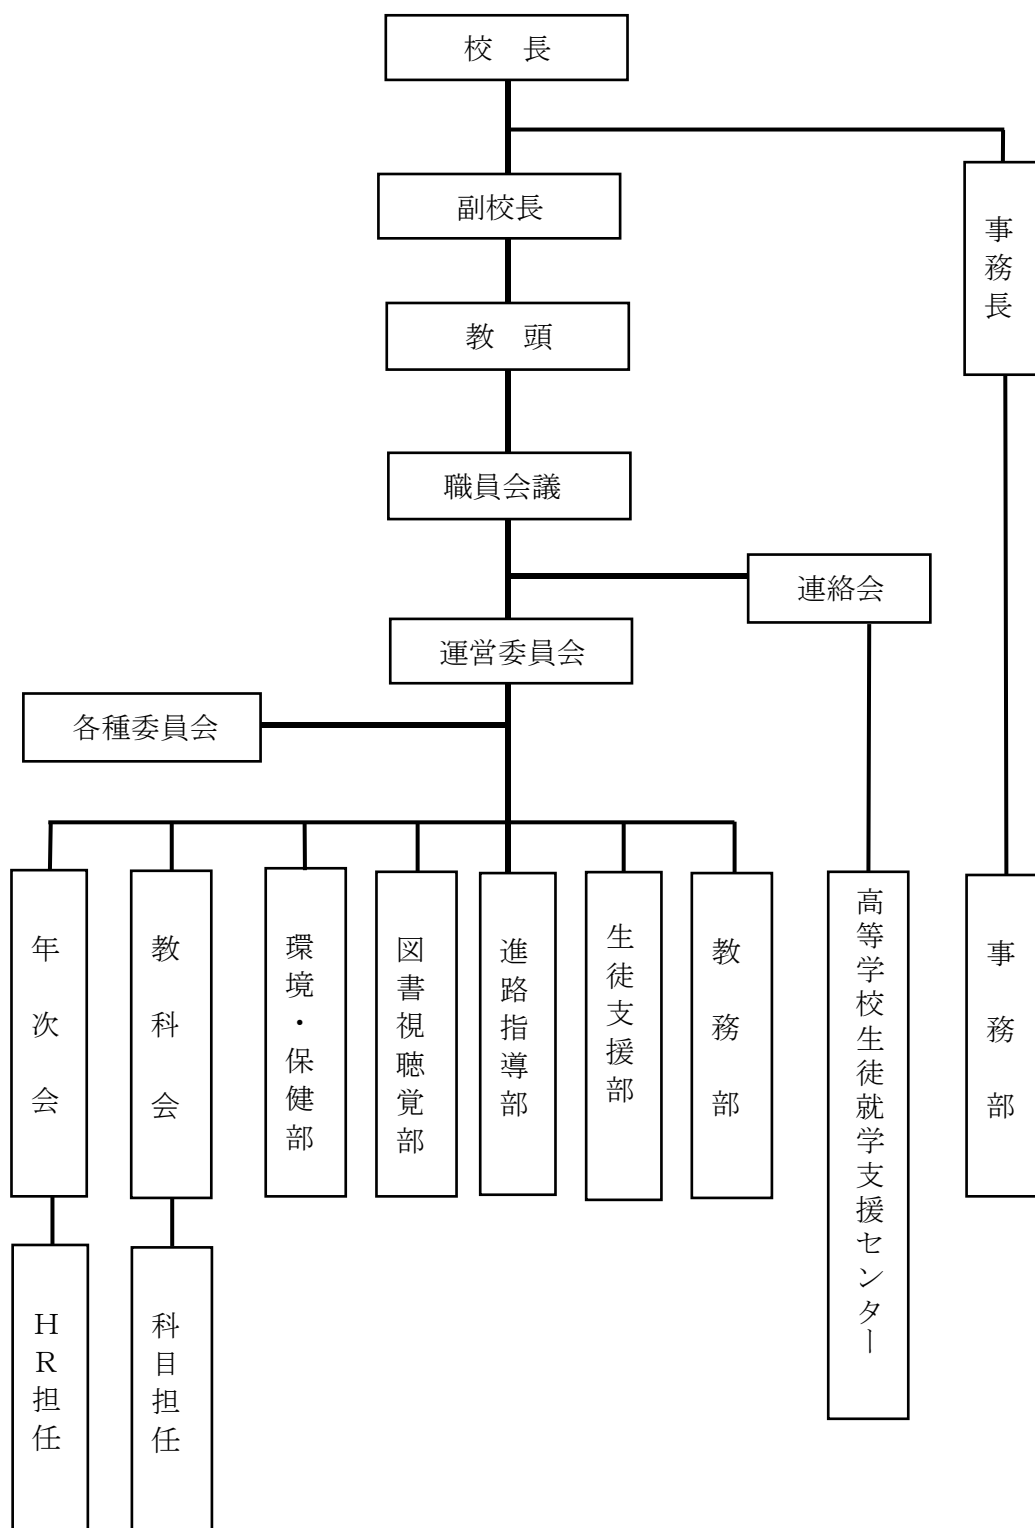 校　長
副校長
事務長
教　頭
職員会議
連絡会
運営委員会
各種委員会
年次会
教科会
環境・保健部
図書視聴覚部
進路指導部
生徒支援部
教務部
高等学校生徒就学支援センター
事務部
ＨＲ担任
科目担任